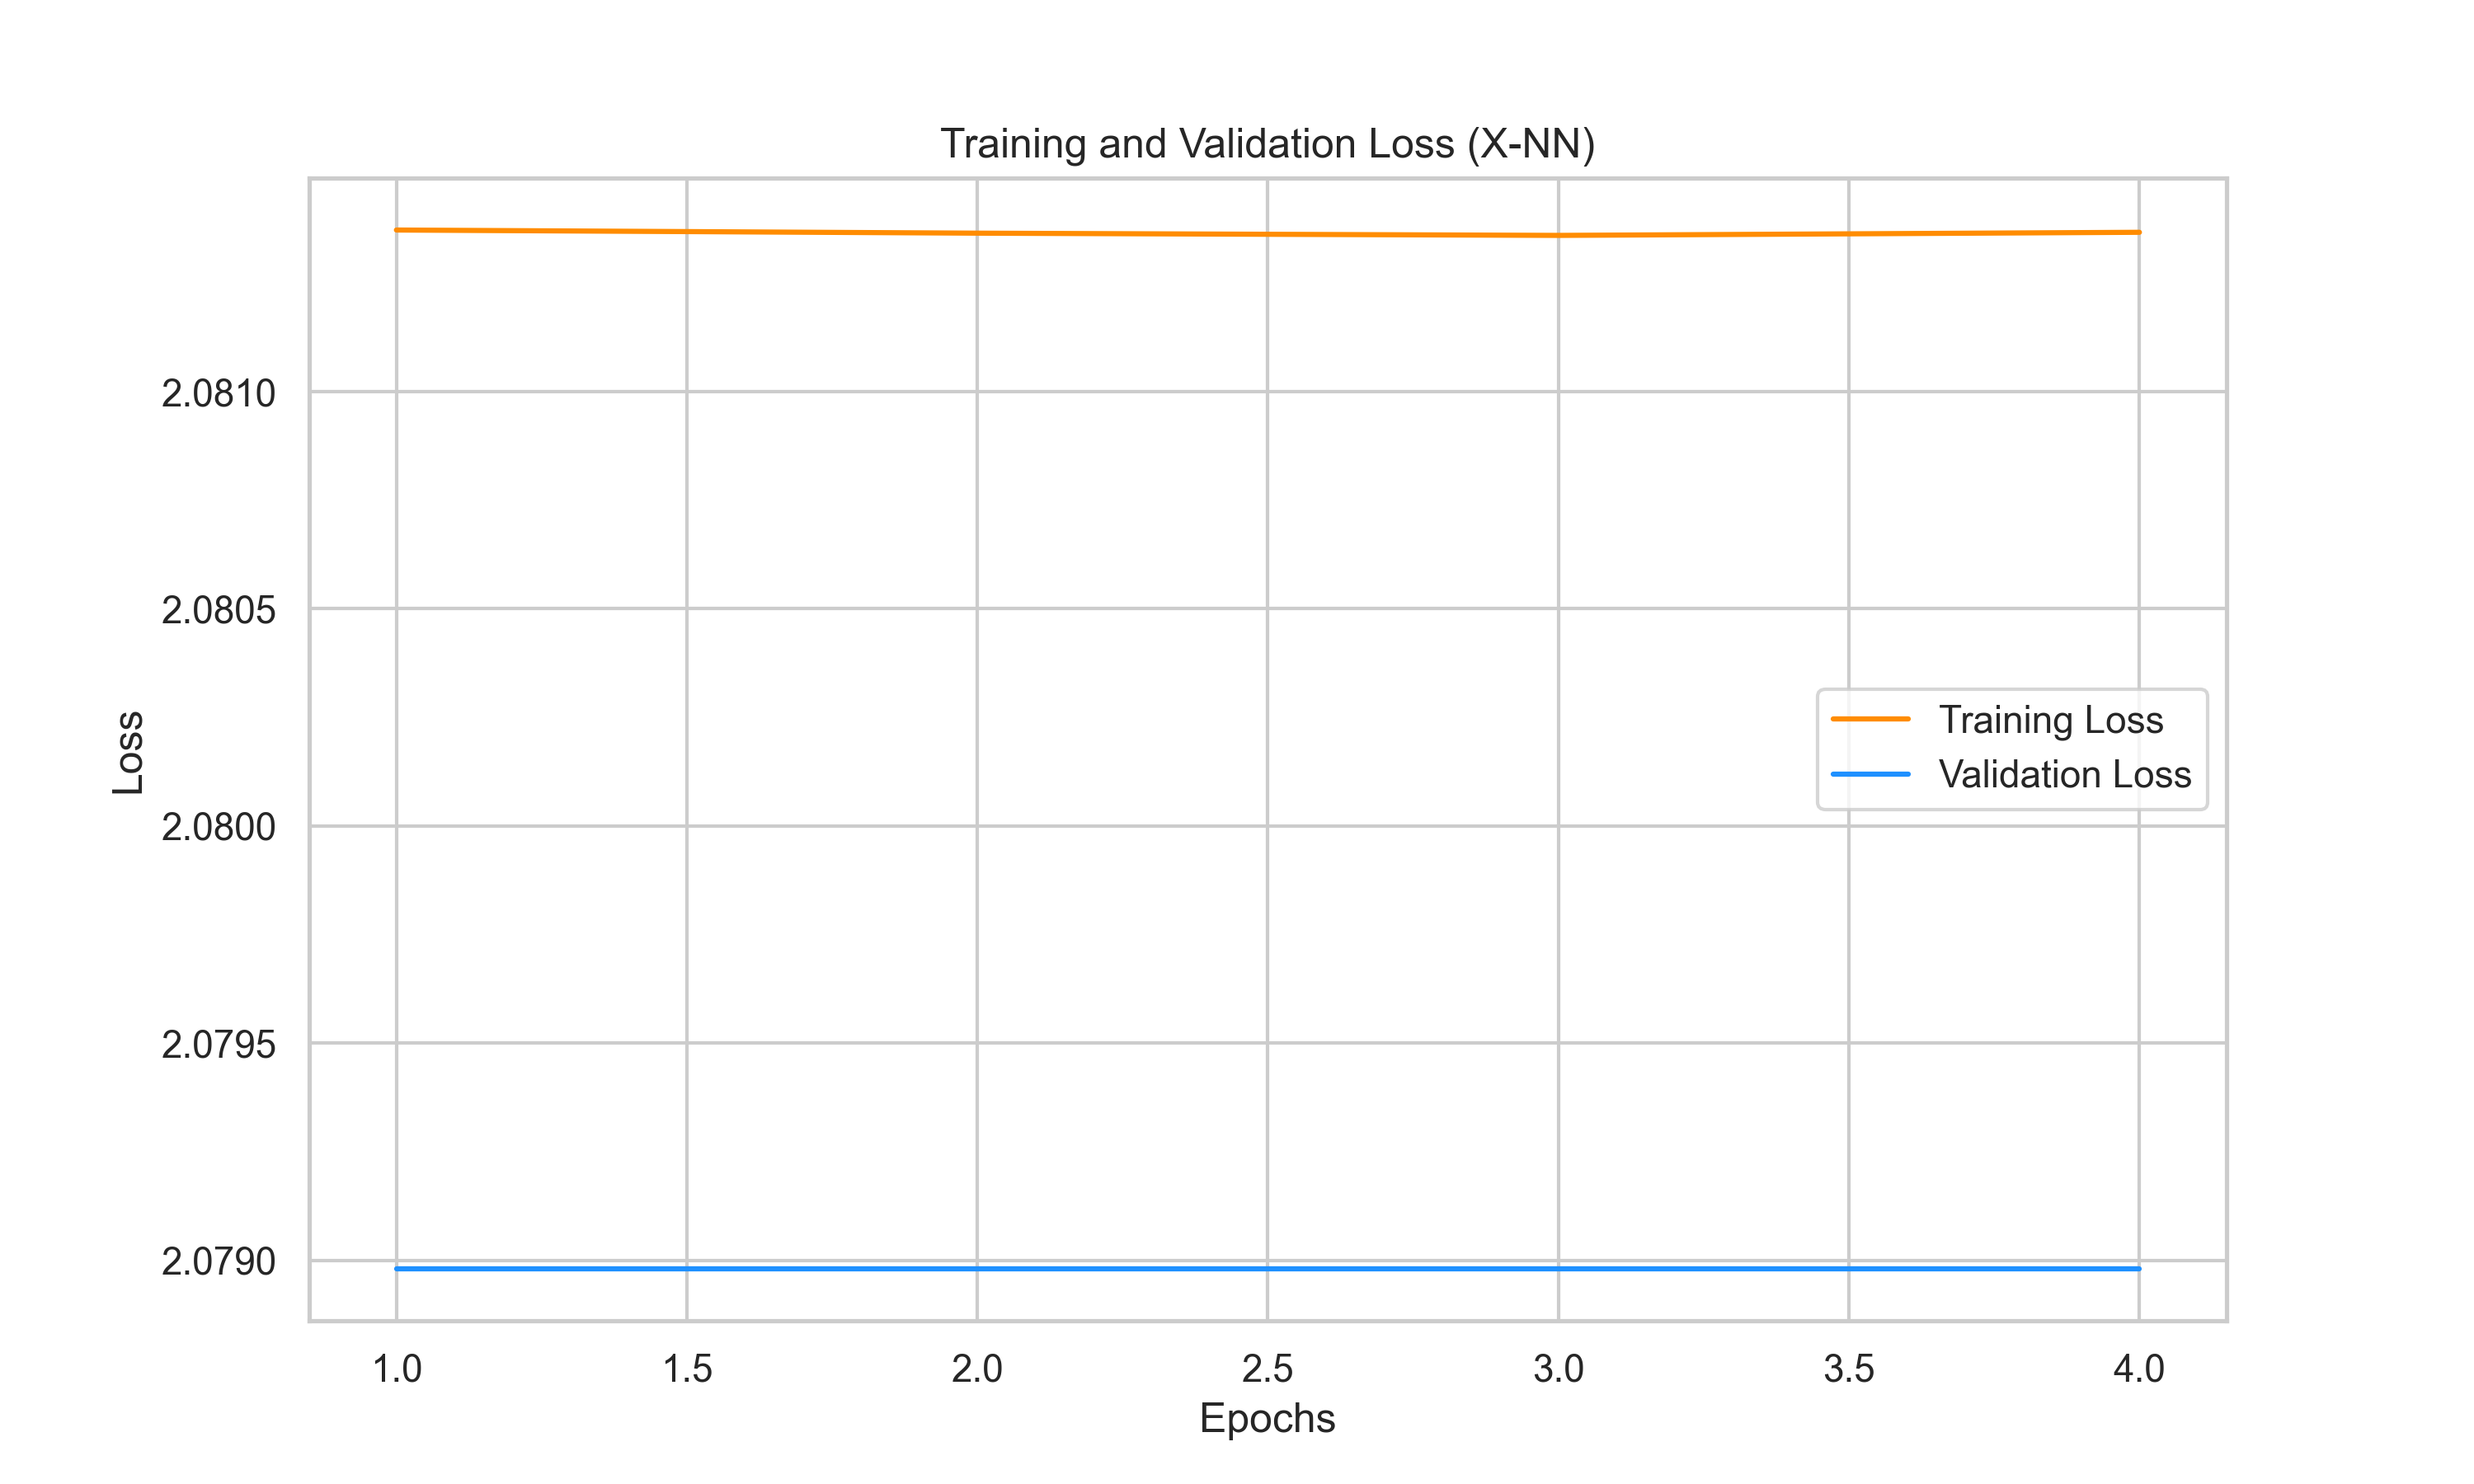 Training and Validation Loss (X-NN)
2.0810
2.0805
2.0800
2.0795
2.0790
Loss
Training Loss
Validation Loss
1.0 1.5 2.0 2.5 3.0 3.5 4.0
Epochs